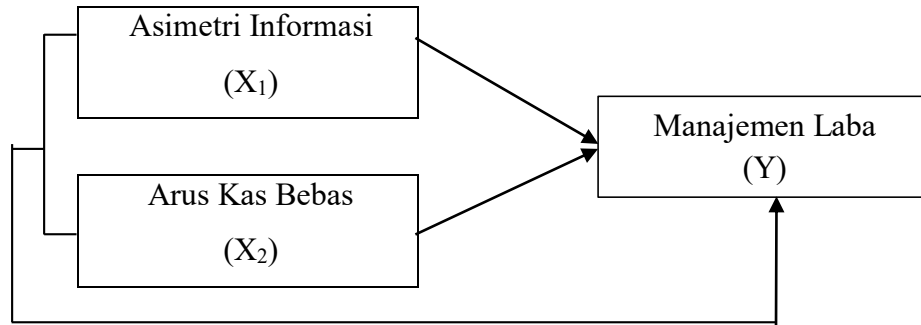 Asimetri Informasi
(X₁)
Arus Kas Bebas
(X₂)
Manajemen Laba
(Y)